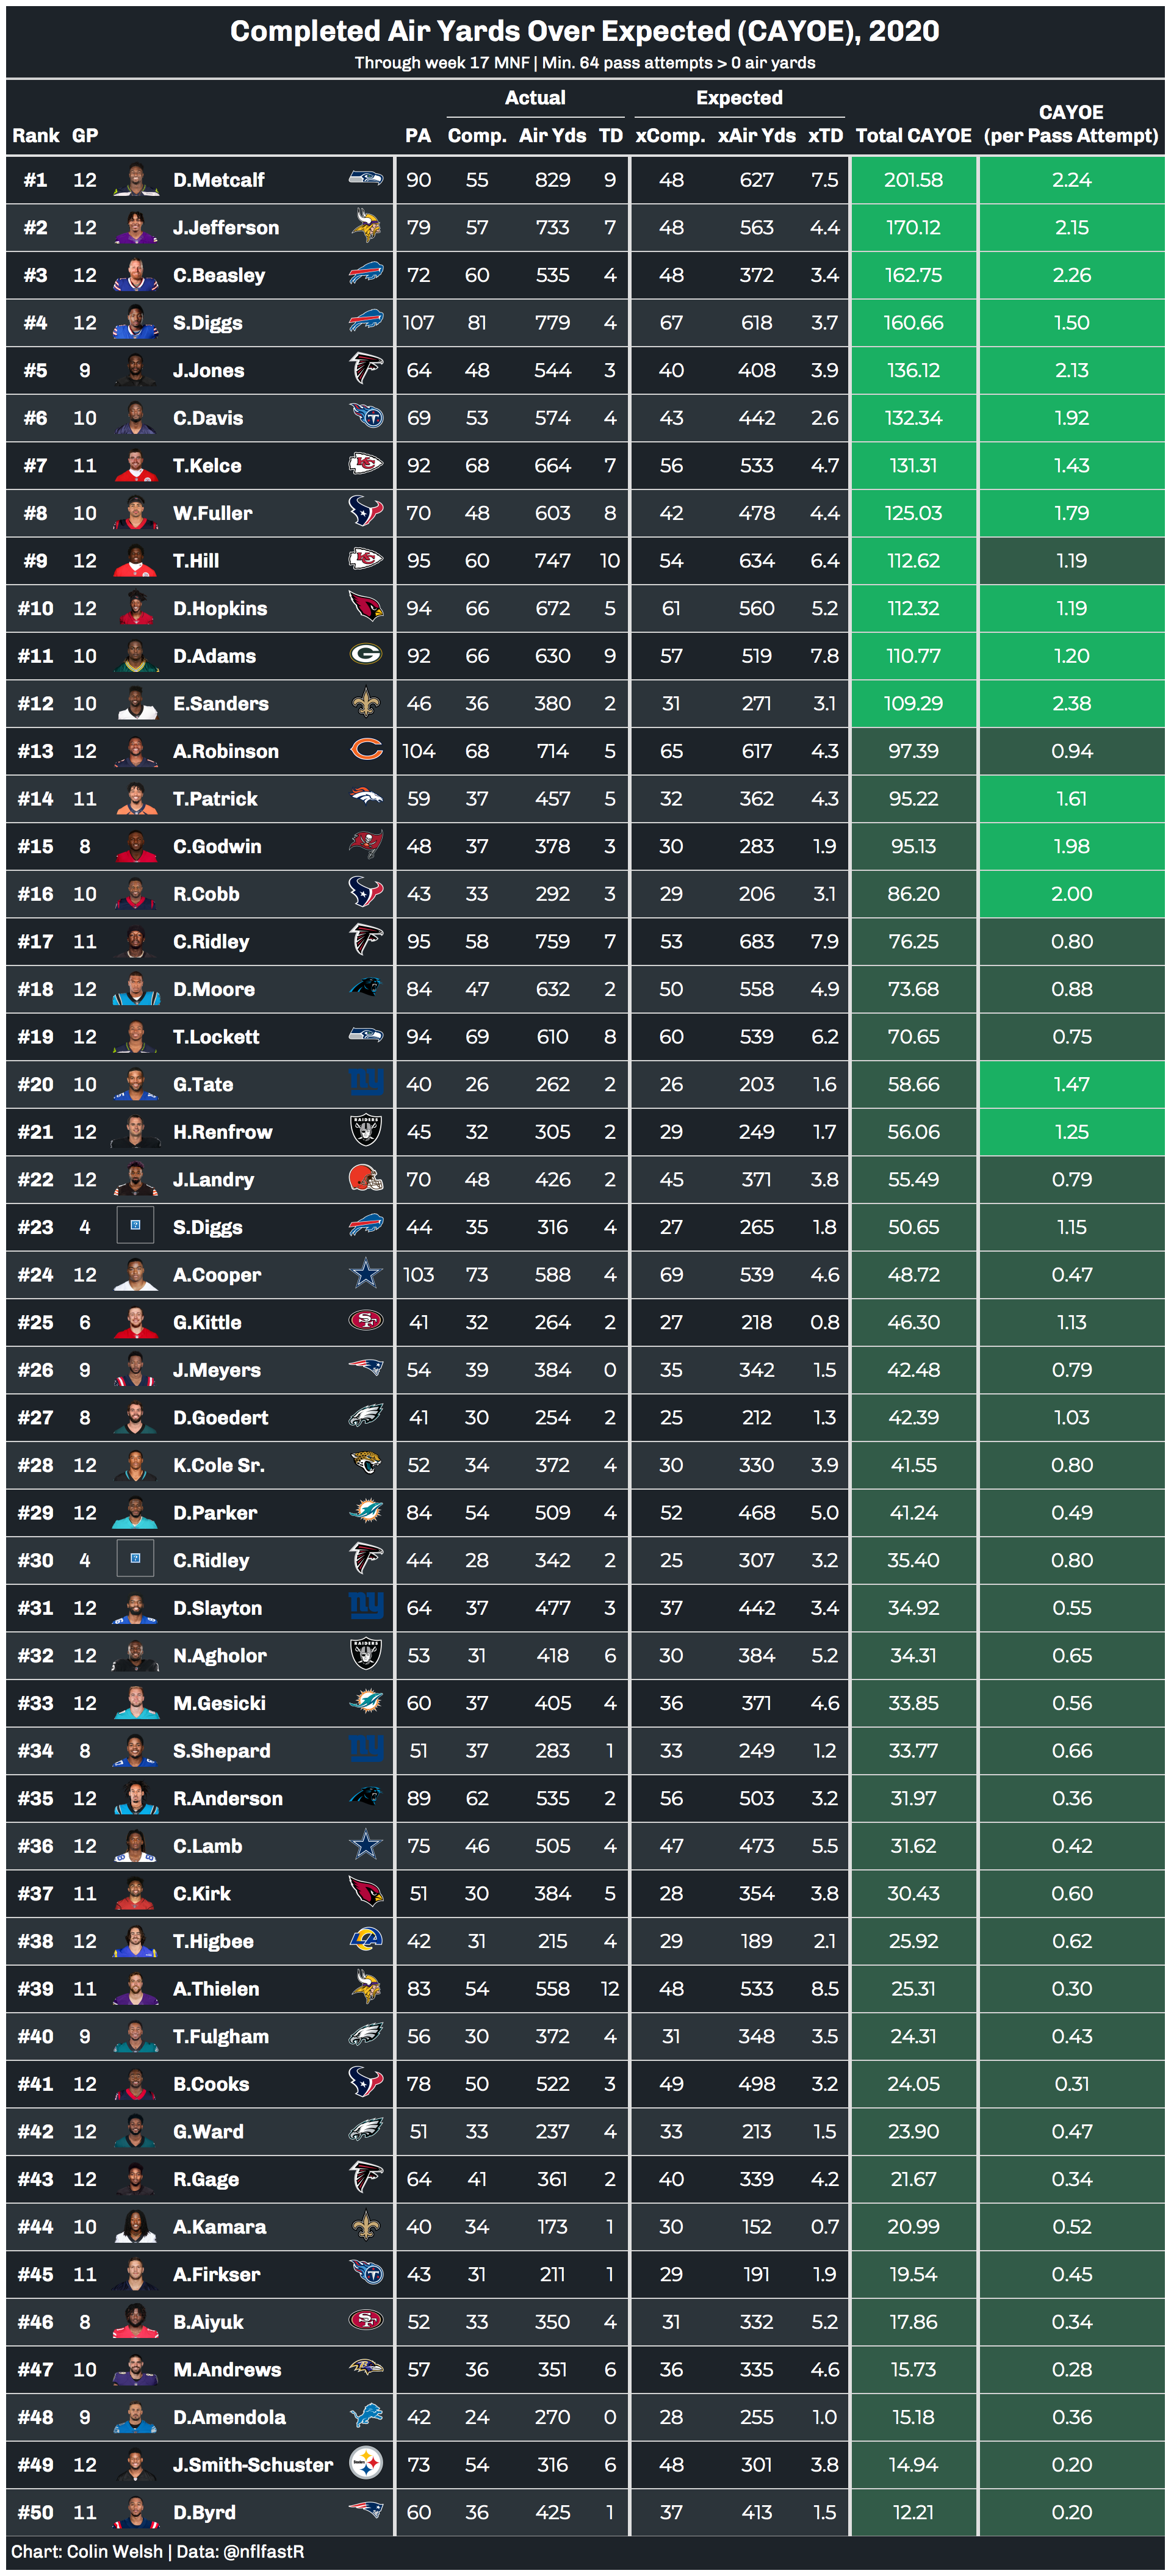 Completed Air Yards Over Expected (CAYOE), 2020
Through week 17 MNF | Min. 64 pass attempts > 0 air yards
Actual Expected CAYOE
Rank GP PA Comp. Air Yds TD xComp. xAir Yds xTD Total CAYOE (per Pass Attempt)
#1 12 D.Metcalf 90 55 829 9 48 627 7.5 201.58 2.24
#2 12 J.Jefferson 79 57 733 7 48 563 4.4 170.12 2.15
#3 12 C.Beasley 72 60 535 4 48 372 3.4 162.75 2.26
#4 12 S.Diggs 107 81 779 4 67 618 3.7 160.66 1.50
#5 9 J.Jones 64 48 544 3 40 408 3.9 136.12 2.13
#6 10 C.Davis 69 53 574 4 43 442 2.6 132.34 1.92
#7 11 T.Kelce 92 68 664 7 56 533 4.7 131.31 1.43
#8 10 W.Fuller 70 48 603 8 42 478 4.4 125.03 1.79
#9 12 T.Hill 95 60 747 10 54 634 6.4 112.62 1.19
#10 12 D.Hopkins 94 66 672 5 61 560 5.2 112.32 1.19
#11 10 D.Adams 92 66 630 9 57 519 7.8 110.77 1.20
#12 10 E.Sanders 46 36 380 2 31 271 3.1 109.29 2.38
#13 12 A.Robinson 104 68 714 5 65 617 4.3 97.39 0.94
#14 11 T.Patrick 59 37 457 5 32 362 4.3 95.22 1.61
#15 8 C.Godwin 48 37 378 3 30 283 1.9 95.13 1.98
#16 10 R.Cobb 43 33 292 3 29 206 3.1 86.20 2.00
#17 11 C.Ridley 95 58 759 7 53 683 7.9 76.25 0.80
#18 12 D.Moore 84 47 632 2 50 558 4.9 73.68 0.88
#19 12 T.Lockett 94 69 610 8 60 539 6.2 70.65 0.75
#20 10 G.Tate 40 26 262 2 26 203 1.6 58.66 1.47
#21 12 H.Renfrow 45 32 305 2 29 249 1.7 56.06 1.25
#22 12 J.Landry 70 48 426 2 45 371 3.8 55.49 0.79
#23 4 S.Diggs 44 35 316 4 27 265 1.8 50.65 1.15
#24 12 A.Cooper 103 73 588 4 69 539 4.6 48.72 0.47
#25 6 G.Kittle 41 32 264 2 27 218 0.8 46.30 1.13
#26 9 J.Meyers 54 39 384 0 35 342 1.5 42.48 0.79
#27 8 D.Goedert 41 30 254 2 25 212 1.3 42.39 1.03
#28 12 K.Cole Sr. 52 34 372 4 30 330 3.9 41.55 0.80
#29 12 D.Parker 84 54 509 4 52 468 5.0 41.24 0.49
#30 4 C.Ridley 44 28 342 2 25 307 3.2 35.40 0.80
#31 12 D.Slayton 64 37 477 3 37 442 3.4 34.92 0.55
#32 12 N.Agholor 53 31 418 6 30 384 5.2 34.31 0.65
#33 12 M.Gesicki 60 37 405 4 36 371 4.6 33.85 0.56
#34 8 S.Shepard 51 37 283 1 33 249 1.2 33.77 0.66
#35 12 R.Anderson 89 62 535 2 56 503 3.2 31.97 0.36
#36 12 C.Lamb 75 46 505 4 47 473 5.5 31.62 0.42
#37 11 C.Kirk 51 30 384 5 28 354 3.8 30.43 0.60
#38 12 T.Higbee 42 31 215 4 29 189 2.1 25.92 0.62
#39 11 A.Thielen 83 54 558 12 48 533 8.5 25.31 0.30
#40 9 T.Fulgham 56 30 372 4 31 348 3.5 24.31 0.43
#41 12 B.Cooks 78 50 522 3 49 498 3.2 24.05 0.31
#42 12 G.Ward 51 33 237 4 33 213 1.5 23.90 0.47
#43 12 R.Gage 64 41 361 2 40 339 4.2 21.67 0.34
#44 10 A.Kamara 40 34 173 1 30 152 0.7 20.99 0.52
#45 11 A.Firkser 43 31 211 1 29 191 1.9 19.54 0.45
#46 8 B.Aiyuk 52 33 350 4 31 332 5.2 17.86 0.34
#47 10 M.Andrews 57 36 351 6 36 335 4.6 15.73 0.28
#48 9 D.Amendola 42 24 270 0 28 255 1.0 15.18 0.36
#49 12 J.Smith-Schuster 73 54 316 6 48 301 3.8 14.94 0.20
#50 11 D.Byrd 60 36 425 1 37 413 1.5 12.21 0.20
Chart: Colin Welsh | Data: @nflfastR